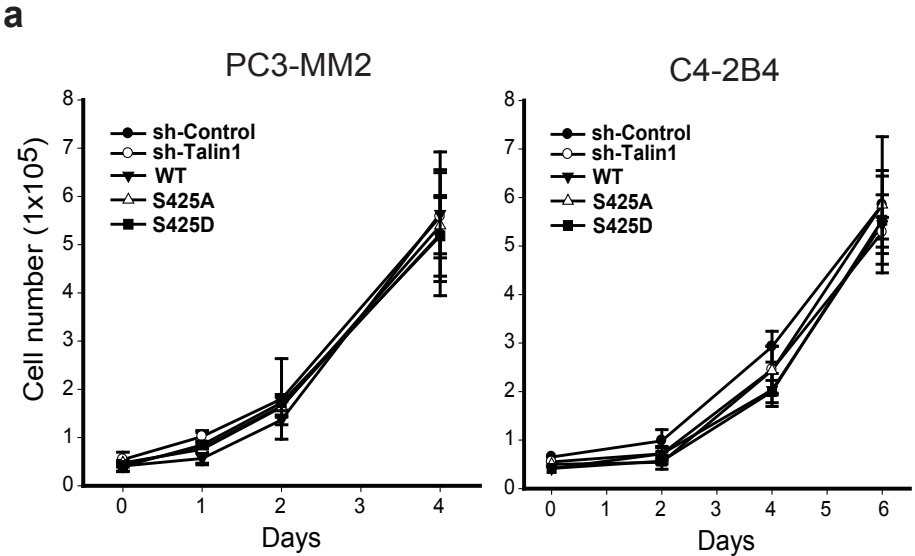 a
PC3-MM2
C4-2B4
8
7
6
5
4
3
2
1
0
Cell number (1x10⁵)
sh-Control
sh-Talin1
WT
S425A
S425D
0 1 2 3 4
Days
8
7
6
5
4
3
2
1
0
sh-Control
sh-Talin1
WT
S425A
S425D
0 1 2 3 4 5 6
Days